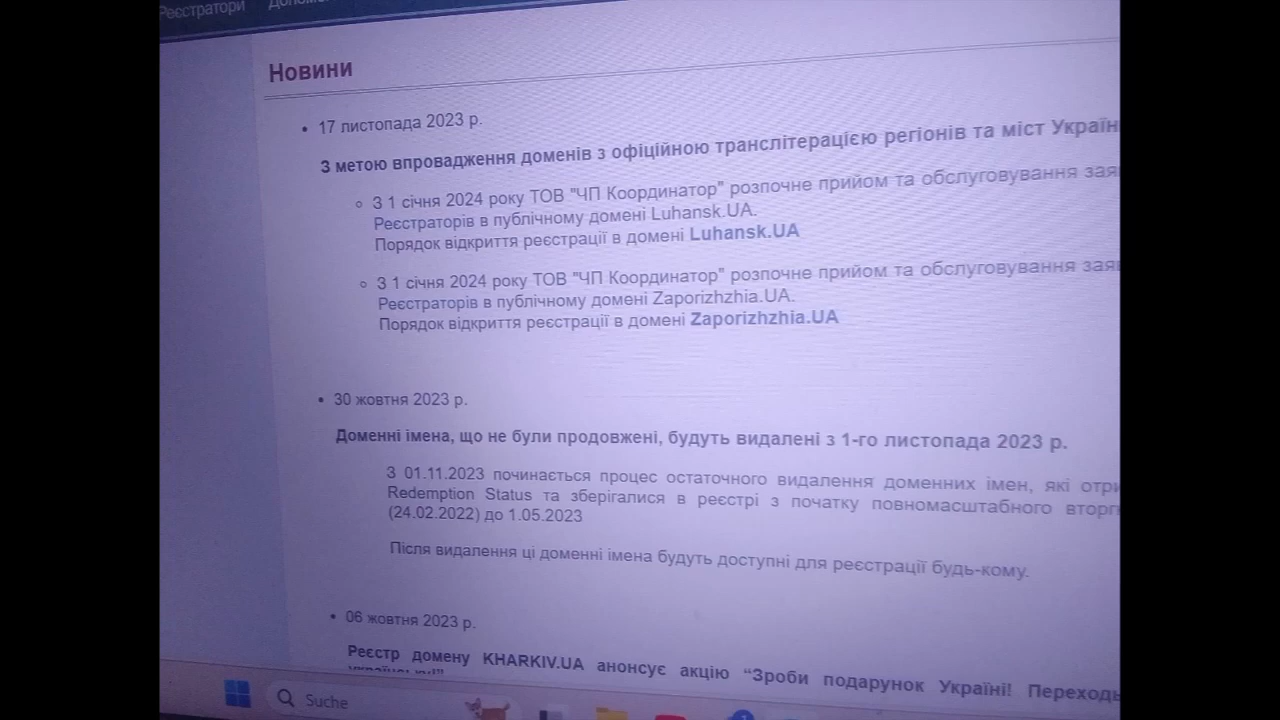 Реєстратори
Новини
17 листопада 2023 р.
З метою впровадження доменів з офіційною транслітерацією регіонів та міст Україн
З 1 січня 2024 року ТОВ "ЧП Координатор" розпочне прийом та обслуговування зая
Реєстраторів в публічному домені Luhansk.UA.
Порядок відкриття реєстрації в домені Luhansk.UA
З 1 січня 2024 року ТОВ "ЧП Координатор" розпочне прийом та обслуговування зая
Реєстраторів в публічному домені Zaporizhzhia.UA.
Порядок відкриття реєстрації в домені Zaporizhzhia.UA
30 жовтня 2023 р.
Доменні імена, що не були продовжені, будуть видалені з 1-го листопада 2023 р.
З 01.11.2023 починається процес остаточного видалення доменних імен, які отри
Redemption Status та зберігалися в реєстрі з початку повномасштабного вторг
(24.02.2022) до 1.05.2023
Після видалення ці доменні імена будуть доступні для реєстрації будь-кому.
06 жовтня 2023 р.
Реєстр домену KHARKIV.UA анонсує акцію “Зроби подарунок Україні! Переходь
Suche